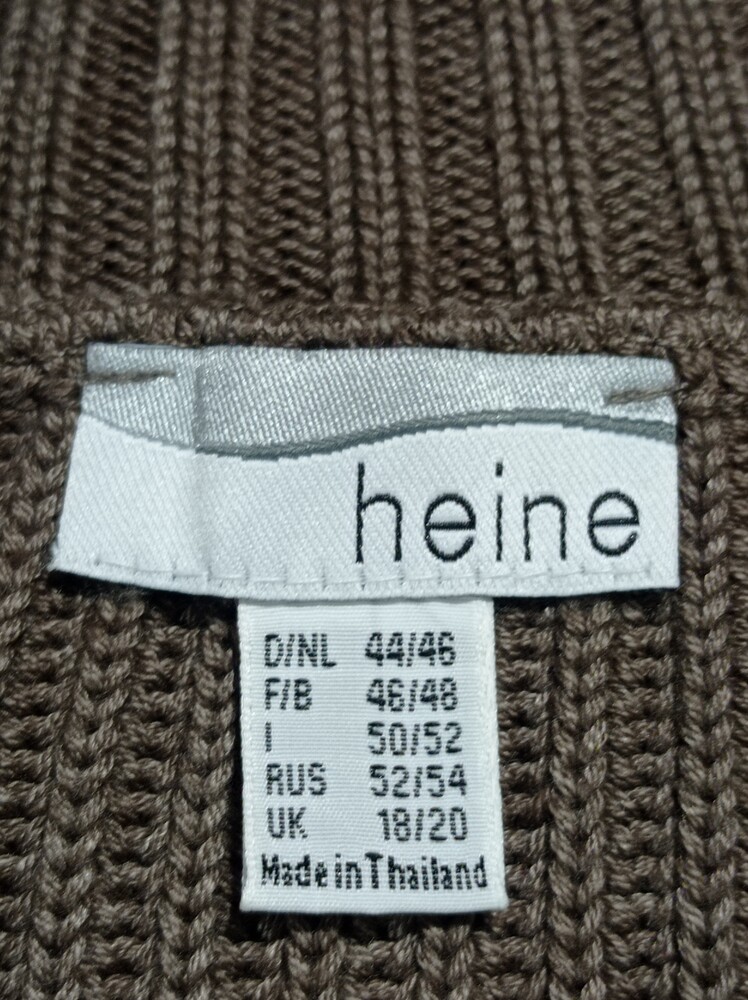 heine
D/NL 44/46
F/B 46/48
I 50/52
RUS 52/54
UK 18/20
Made in Thailand